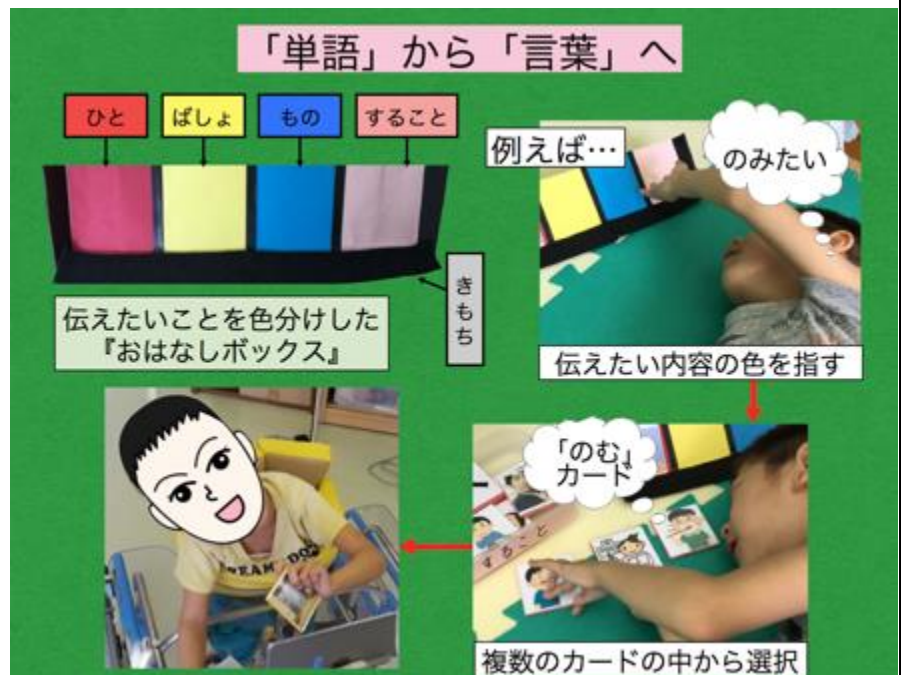 「単語」から「言葉」へ
ひと
ばしょ
もの
すること
きもち
伝えたいことを色分けした
『おはなしボックス』
例えば…
のみたい
伝えたい内容の色を指す
「のむ」
カード
すること
複数のカードの中から選択
DREAM DO